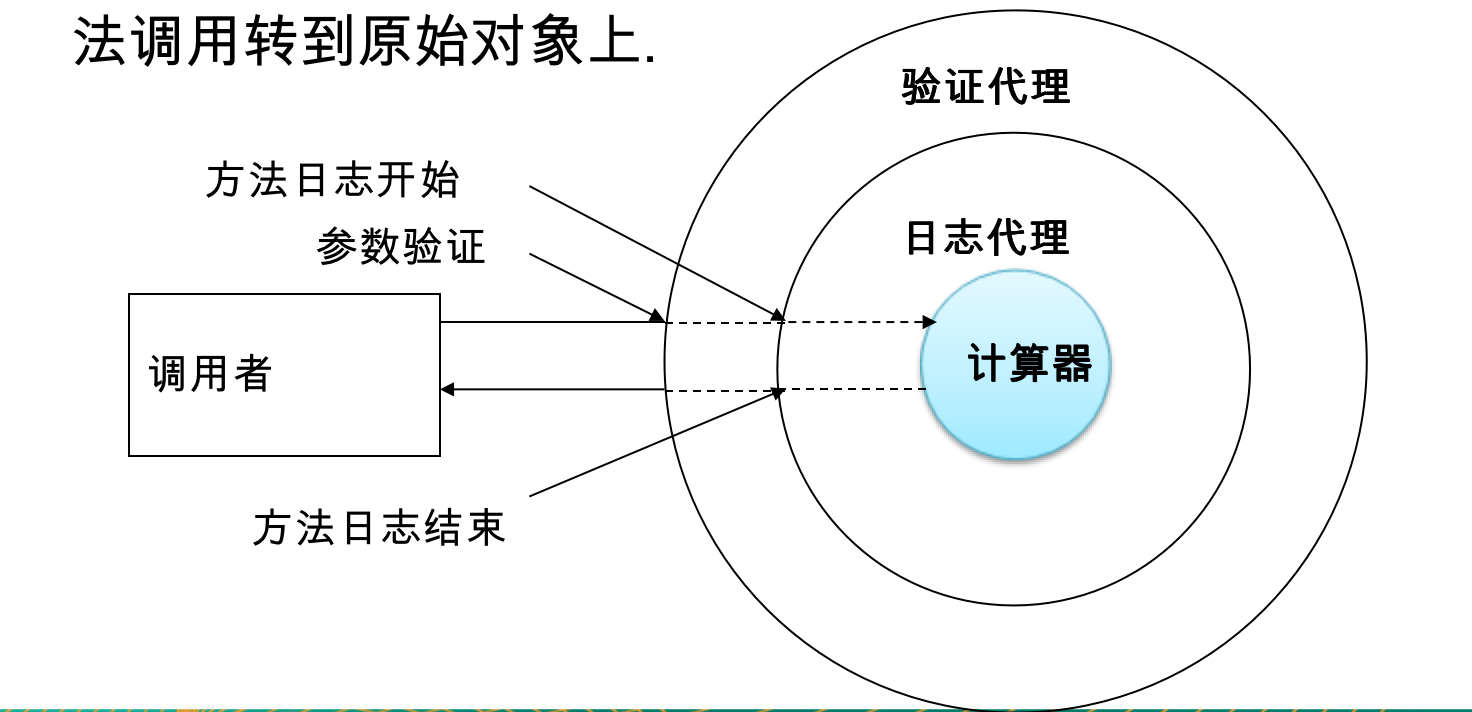 法调用转到原始对象上.
验证代理
方法日志开始
日志代理
参数验证
调用者
计算器
方法日志结束